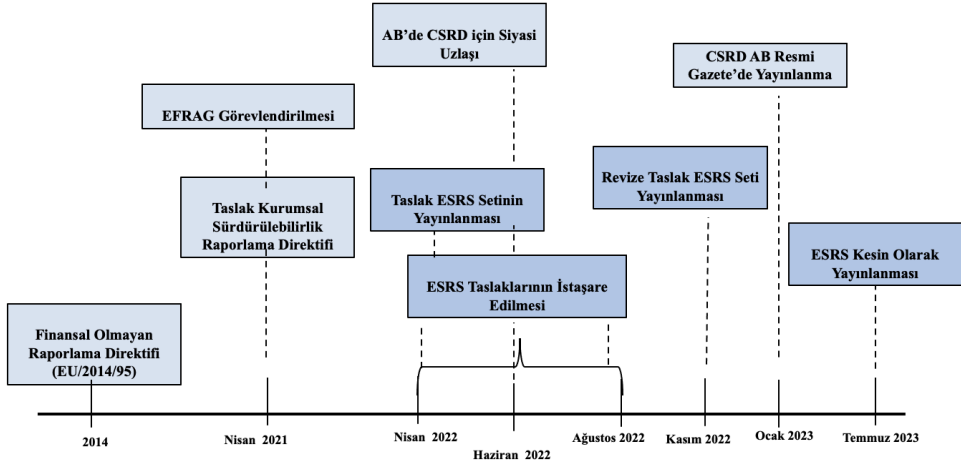 AB’de CSRD için Siyasi
Uzlaşı
CSRD AB Resmi
Gazete’de Yayınlanma
EFRAG Görevlendirilmesi
Taslak Kurumsal
Sürdürülebilirlik
Raporlama Direktifi
Taslak ESRS Setinin
Yayınlanması
Revize Taslak ESRS Seti
Yayınlanması
ESRS Kesin Olarak
Yayınlanması
ESRS Taslaklarının İstaşare
Edilmesi
Finansal Olmayan
Raporlama Direktifi
(EU/2014/95)
2014
Nisan 2021
Nisan 2022
Haziran 2022
Ağustos 2022
Kasım 2022
Ocak 2023
Temmuz 2023